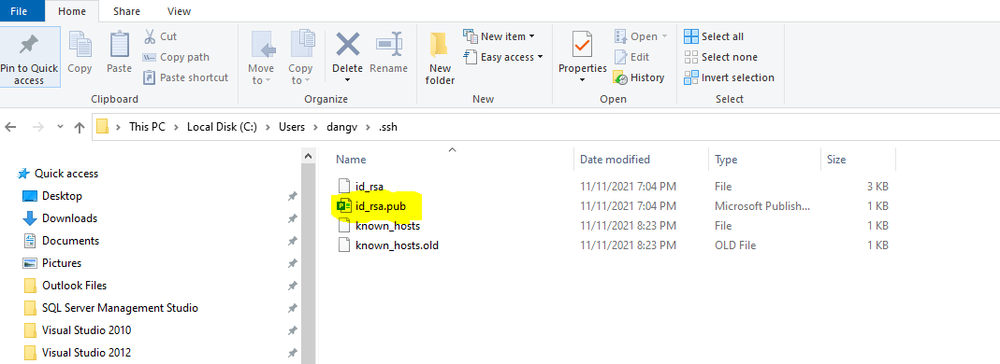 File Home Share View
Pin to Quick access
Copy
Paste
Cut
Copy path
Paste shortcut
Clipboard
Move to
Copy to
Delete
Rename
Organize
New folder
New item
Easy access
New
Properties
Open
Edit
History
Open
Select all
Select none
Invert selection
Select
This PC > Local Disk (C:) > Users > dangv > .ssh
Quick access
Desktop
Downloads
Documents
Pictures
Outlook Files
SQL Server Management Studio
Visual Studio 2010
Visual Studio 2012
Name Date modified Type Size
id_rsa 11/11/2021 7:04 PM File 3 KB
id_rsa.pub 11/11/2021 7:04 PM Microsoft Publish... 1 KB
known_hosts 11/11/2021 8:23 PM File 1 KB
known_hosts.old 11/11/2021 8:23 PM OLD File 1 KB